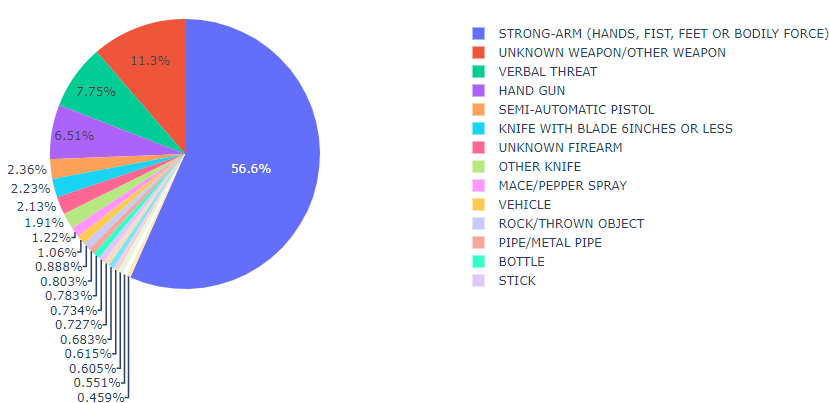 11.3%
7.75%
6.51%
56.6%
2.36%
2.23%
2.13%
1.91%
1.22%
1.06%
0.888%
0.803%
0.783%
0.734%
0.727%
0.683%
0.615%
0.605%
0.551%
0.459%
STRONG-ARM (HANDS, FIST, FEET OR BODILY FORCE)
UNKNOWN WEAPON/OTHER WEAPON
VERBAL THREAT
HAND GUN
SEMI-AUTOMATIC PISTOL
KNIFE WITH BLADE 6INCHES OR LESS
UNKNOWN FIREARM
OTHER KNIFE
MACE/PEPPER SPRAY
VEHICLE
ROCK/THROWN OBJECT
PIPE/METAL PIPE
BOTTLE
STICK